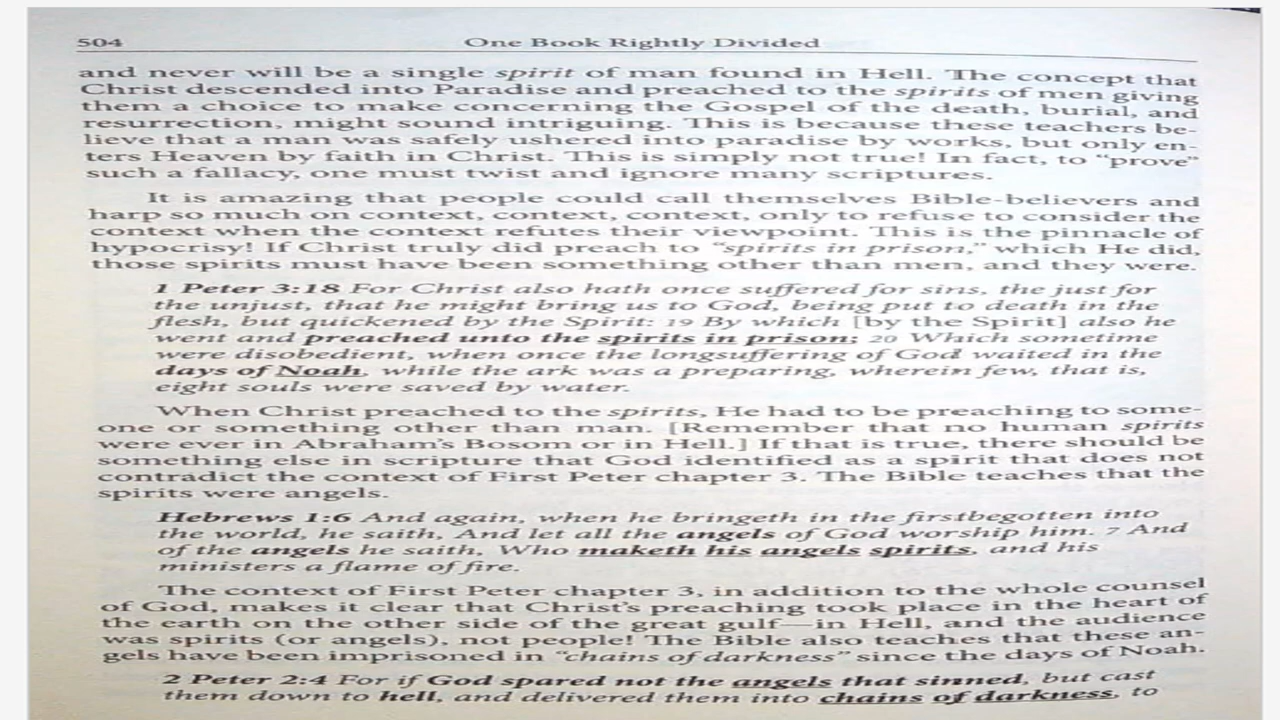 504 One Book Rightly Divided
and never will be a single spirit of man found in Hell. The concept that
Christ descended into Paradise and preached to the spirits of men giving
them a choice to make concerning the Gospel of the death, burial, and
resurrection, might sound intriguing. This is because these teachers be-
lieve that a man was safely ushered into paradise by works, but only en-
ters Heaven by faith in Christ. This is simply not true! In fact, to “prove”
such a fallacy, one must twist and ignore many scriptures.
It is amazing that people could call themselves Bible-believers and
harp so much on context, context, context, only to refuse to consider the
context when the context refutes their viewpoint. This is the pinnacle of
hypocrisy! If Christ truly did preach to “spirits in prison,” which He did,
those spirits must have been something other than men, and they were.
1 Peter 3:18 For Christ also hath once suffered for sins, the just for
the unjust, that he might bring us to God, being put to death in the
flesh, but quickened by the Spirit: 19 By which [by the Spirit] also he
went and preached unto the spirits in prison; 20 Which sometime
were disobedient, when once the longsuffering of God waited in the
days of Noah, while the ark was a preparing, wherein few, that is,
eight souls were saved by water.
When Christ preached to the spirits, He had to be preaching to some-
one or something other than man. [Remember that no human spirits
were ever in Abraham’s Bosom or in Hell.] If that is true, there should be
something else in scripture that God identified as a spirit that does not
contradict the context of First Peter chapter 3. The Bible teaches that the
spirits were angels.
Hebrews 1:6 And again, when he bringeth in the firstbegotten into
the world, he saith, And let all the angels of God worship him. 7 And
of the angels he saith, Who maketh his angels spirits, and his
ministers a flame of fire.
The context of First Peter chapter 3, in addition to the whole counsel
of God, makes it clear that Christ’s preaching took place in the heart of
the earth on the other side of the great gulf—in Hell, and the audience
was spirits (or angels), not people! The Bible also teaches that these an-
gels have been imprisoned in “chains of darkness” since the days of Noah.
2 Peter 2:4 For if God spared not the angels that sinned, but cast
them down to hell, and delivered them into chains of darkness, to